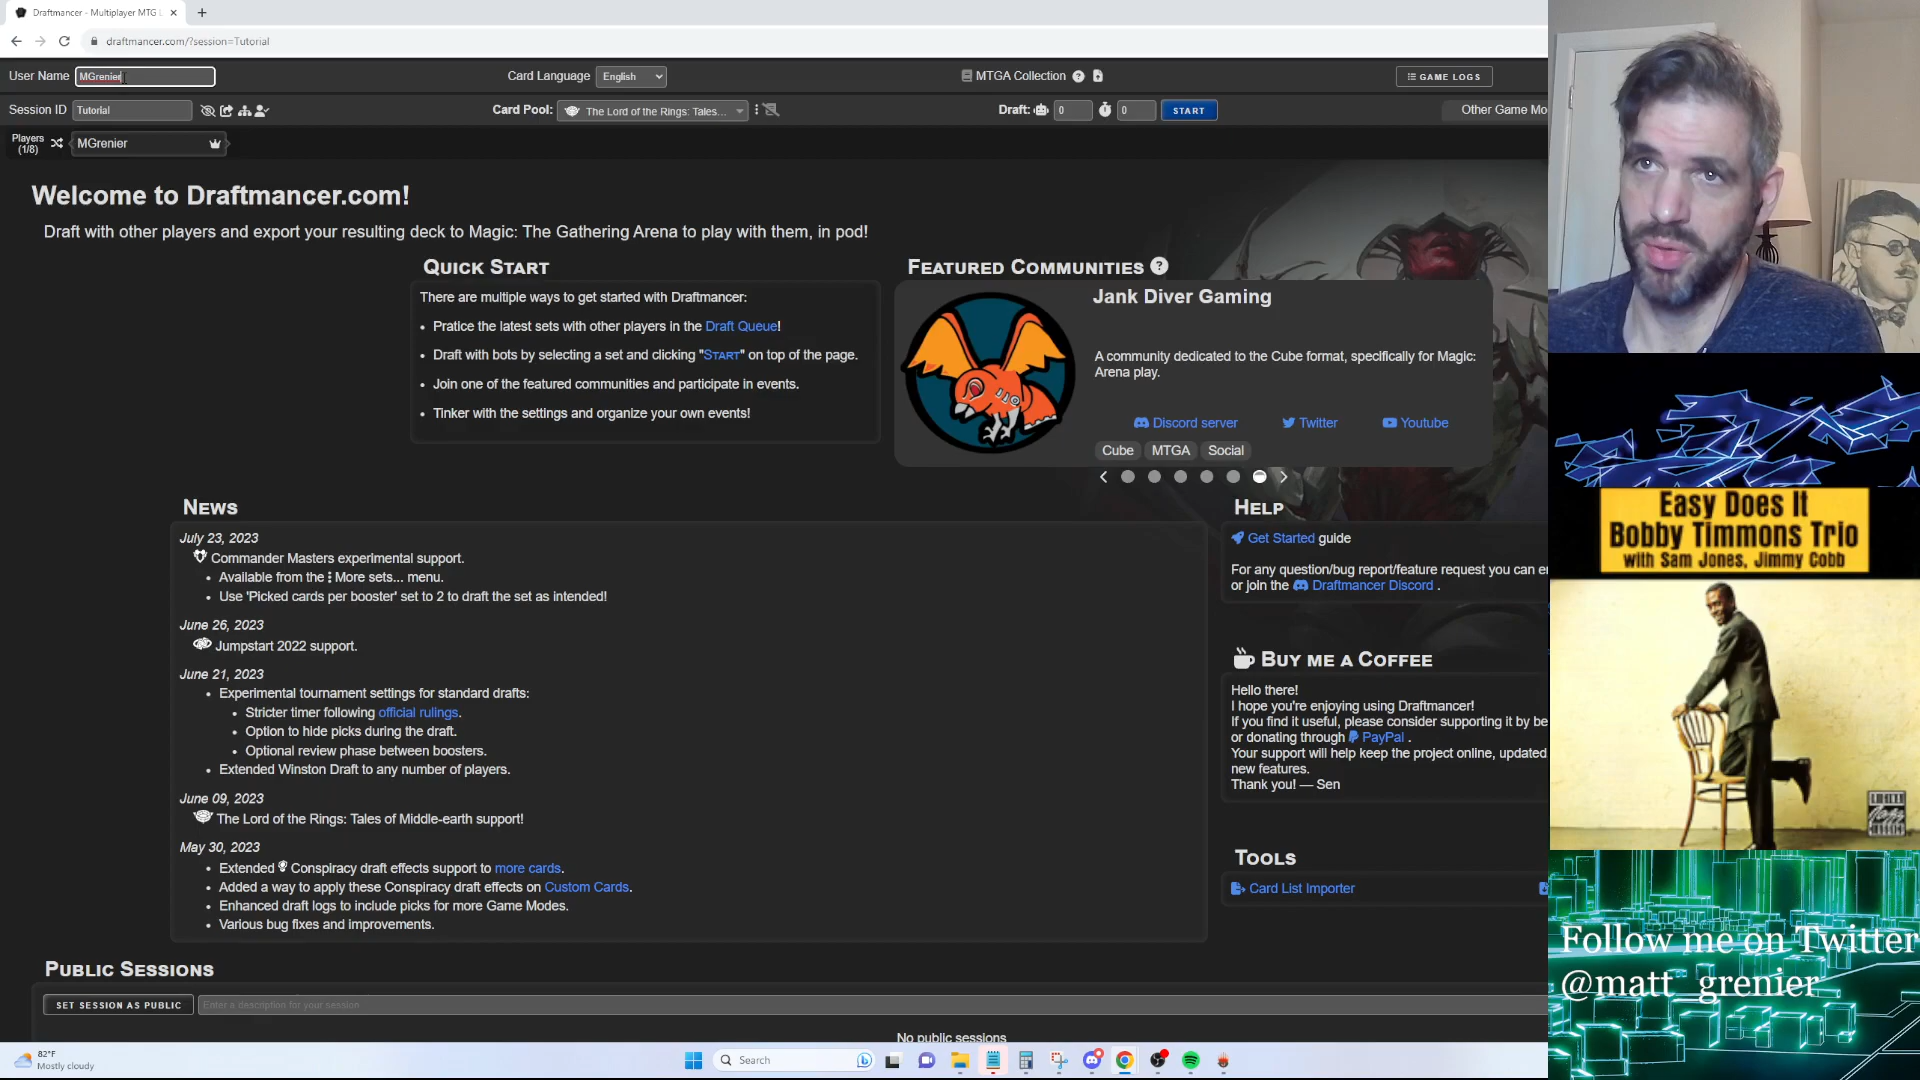 Draftmancer - Multiplayer MTG L
draftmancer.com/?session=Tutorial
User Name MGrenier
Card Language English
MTGA Collection
GAME LOGS
Session ID Tutorial
Card Pool: The Lord of the Rings: Tales...
Draft: 0 0 START
Other Game Mo
Players
(1/8)
MGrenier
Welcome to Draftmancer.com!
Draft with other players and export your resulting deck to Magic: The Gathering Arena to play with them, in pod!
QUICK START
There are multiple ways to get started with Draftmancer:
Pratice the latest sets with other players in the Draft Queue!
Draft with bots by selecting a set and clicking "START" on top of the page.
Join one of the featured communities and participate in events.
Tinker with the settings and organize your own events!
FEATURED COMMUNITIES ?
Jank Diver Gaming
A community dedicated to the Cube format, specifically for Magic:
Arena play.
Discord server Twitter Youtube
Cube MTGA Social
NEWS
July 23, 2023
Commander Masters experimental support.
Available from the More sets... menu.
Use 'Picked cards per booster' set to 2 to draft the set as intended!
June 26, 2023
Jumpstart 2022 support.
June 21, 2023
Experimental tournament settings for standard drafts:
Stricter timer following official rulings.
Option to hide picks during the draft.
Optional review phase between boosters.
Extended Winston Draft to any number of players.
June 09, 2023
The Lord of the Rings: Tales of Middle-earth support!
May 30, 2023
Extended Conspiracy draft effects support to more cards.
Added a way to apply these Conspiracy draft effects on Custom Cards.
Enhanced draft logs to include picks for more Game Modes.
Various bug fixes and improvements.
HELP
Get Started guide
For any question/bug report/feature request you can e
or join the Draftmancer Discord .
BUY ME A COFFEE
Hello there!
I hope you're enjoying using Draftmancer!
If you find it useful, please consider supporting it by be
or donating through PayPal .
Your support will help keep the project online, updated
new features.
Thank you! — Sen
TOOLS
Card List Importer
PUBLIC SESSIONS
SET SESSION AS PUBLIC
Enter a description for your session
No public sessions
82°F
Mostly cloudy
Search
Easy Does It
Bobby Timmons Trio
with Sam Jones, Jimmy Cobb
Follow me on Twitter
@matt_grenier